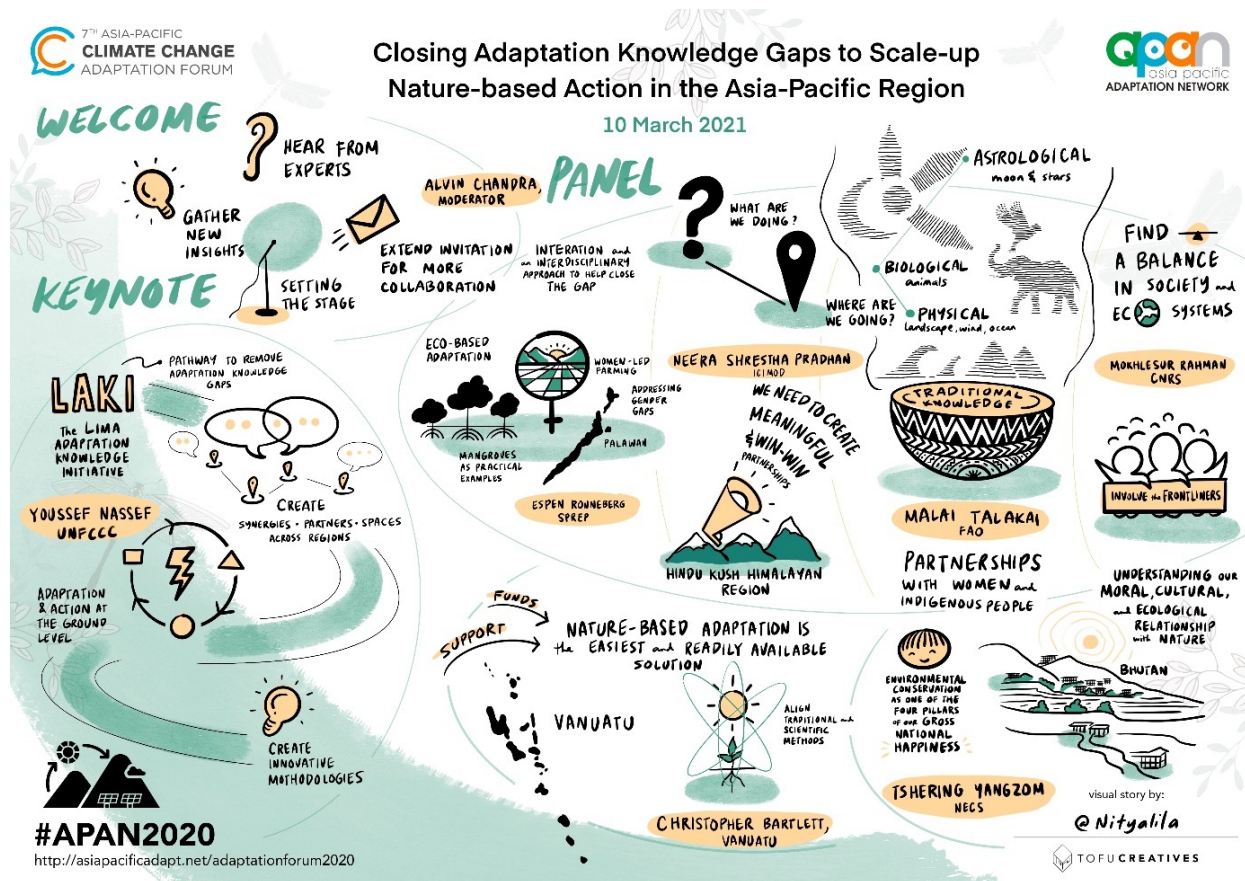 7TH ASIA-PACIFIC
CLIMATE CHANGE
ADAPTATION FORUM
Closing Adaptation Knowledge Gaps to Scale-up
Nature-based Action in the Asia-Pacific Region
10 March 2021
apan
asia pacific
ADAPTATION NETWORK
WELCOME
HEAR FROM
EXPERTS
GATHER
NEW
INSIGHTS
SETTING
THE STAGE
EXTEND INVITATION
FOR MORE
COLLABORATION
KEYNOTE
PATHWAY TO REMOVE
ADAPTATION KNOWLEDGE
GAPS
LAKI
The LIMA
ADAPTATION
KNOWLEDGE
INITIATIVE
YOUSSEF NASSEF
UNFCCC
CREATE
SYNERGIES • PARTNERS • SPACES
ACROSS REGIONS
ADAPTATION
& ACTION AT
THE GROUND
LEVEL
CREATE
INNOVATIVE
MOTHODOLOGIES
#APAN2020
http://asiapacificadapt.net/adaptationforum2020
ALVIN CHANDRA,
MODERATOR
PANEL
INTERATION and
an INTERDISCIPLINARY
APPROACH TO HELP CLOSE
THE GAP
WHAT ARE
WE DOING?
WHERE ARE
WE GOING?
ECO-BASED
ADAPTATION
WOMEN-LED
FARMING
ADDRESSING
GENDER
GAPS
PALAWAN
MANGROVES
AS PRACTICAL
EXAMPLES
ESPEN RONNEBERG
SPREP
NEERA SHRESTHA PRADHAN
ICIMOD
WE NEED TO CREATE
MEANINGFUL
& WIN-WIN
PARTNERSHIPS
HINDU KUSH HIMALAYAN
REGION
ASTROLOGICAL
moon & stars
BIOLOGICAL
animals
PHYSICAL
landscape, wind, ocean
TRADITIONAL
KNOWLEDGE
MALAI TALAKAI
FAO
PARTNERSHIPS
WITH WOMEN and
INDIGENOUS PEOPLE
FIND
A BALANCE
IN SOCIETY and
ECO SYSTEMS
MOKHLESUR RAHMAN
CNRS
INVOLVE the FRONTLINERS
FUNDS
SUPPORT
NATURE-BASED ADAPTATION IS
the EASIEST and READILY AVAILABLE
SOLUTION
VANUATU
ALIGN
TRADITIONAL and
SCIENTIFIC
METHODS
CHRISTOPHER BARTLETT,
VANUATU
UNDERSTANDING OUR
MORAL, CULTURAL,
and ECOLOGICAL
RELATIONSHIP
with NATURE
BHUTAN
ENVIRONMENTAL
CONSERVATION
AS ONE OF THE
FOUR PILLARS
OF OUR GROSS
NATIONAL
HAPPINESS
TSHERING YANGZOM
NECS
visual story by:
@Nityalila
TOFUCREATIVES